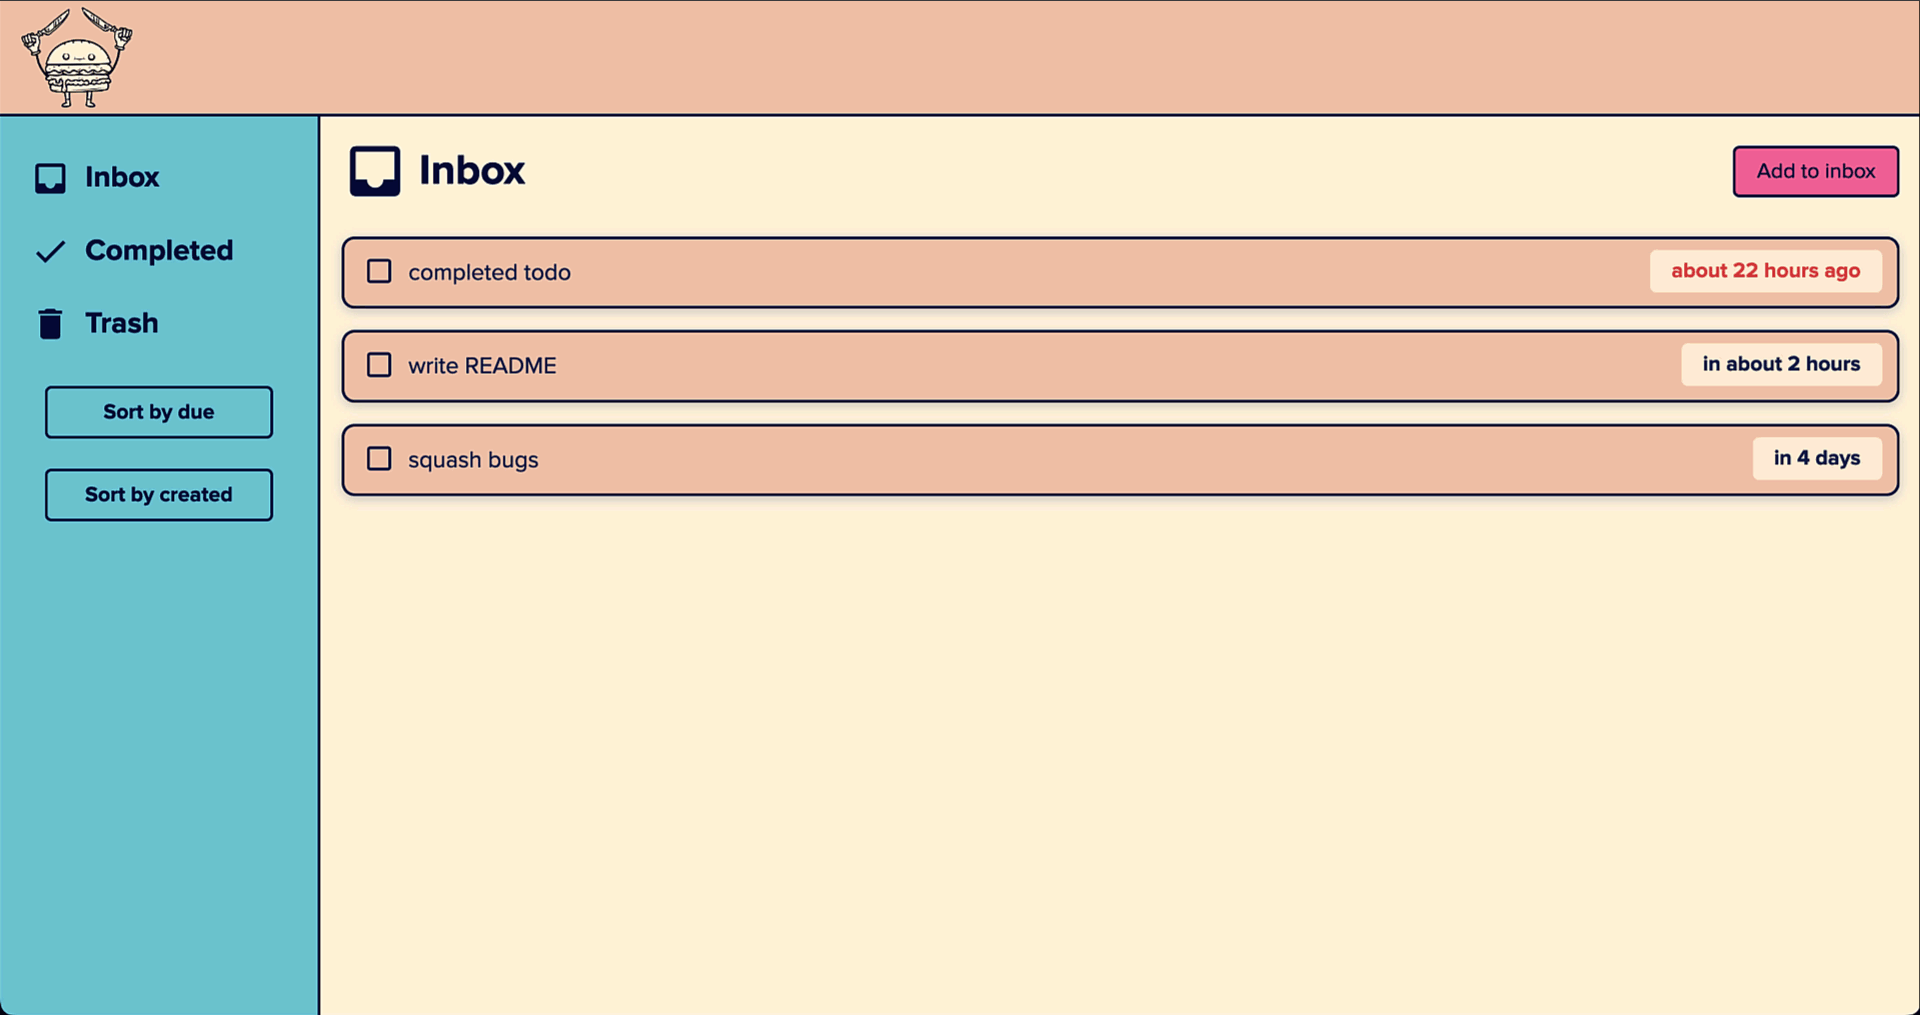 Inbox
Completed
Trash
Sort by due
Sort by created
Inbox
Add to inbox
completed todo
about 22 hours ago
write README
in about 2 hours
squash bugs
in 4 days